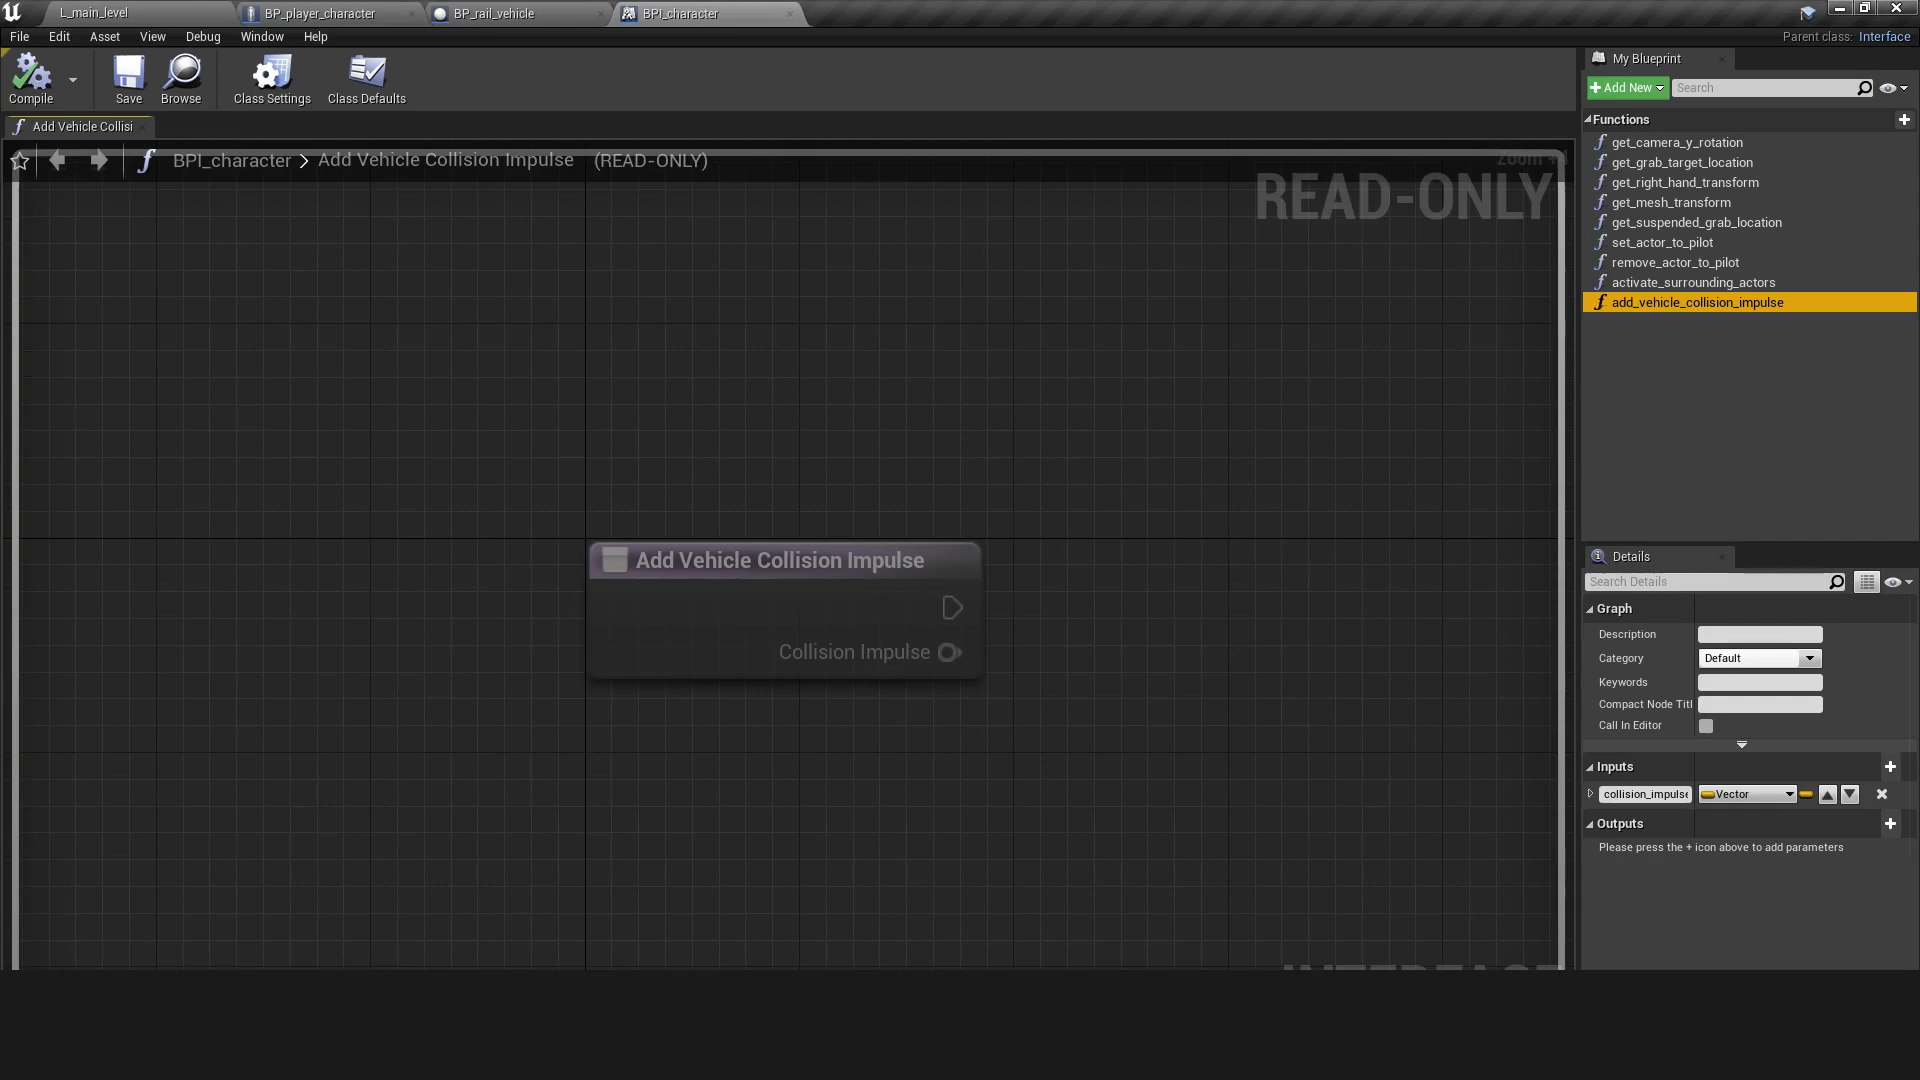 L_main_level
BP_player_character
BP_rail_vehicle
BPI_character
File Edit Asset View Debug Window Help
Parent class: Interface
Compile
Save
Browse
Class Settings
Class Defaults
My Blueprint
Add New
Search
Add Vehicle Collisi
BPI_character > Add Vehicle Collision Impulse (READ-ONLY)
READ-ONLY
Functions
get_camera_y_rotation
get_grab_target_location
get_right_hand_transform
get_mesh_transform
get_suspended_grab_location
set_actor_to_pilot
remove_actor_to_pilot
activate_surrounding_actors
add_vehicle_collision_impulse
Add Vehicle Collision Impulse
Collision Impulse
Details
Search Details
Graph
Description
Category Default
Keywords
Compact Node Titl
Call In Editor
Inputs
collision_impulse Vector
Outputs
Please press the + icon above to add parameters